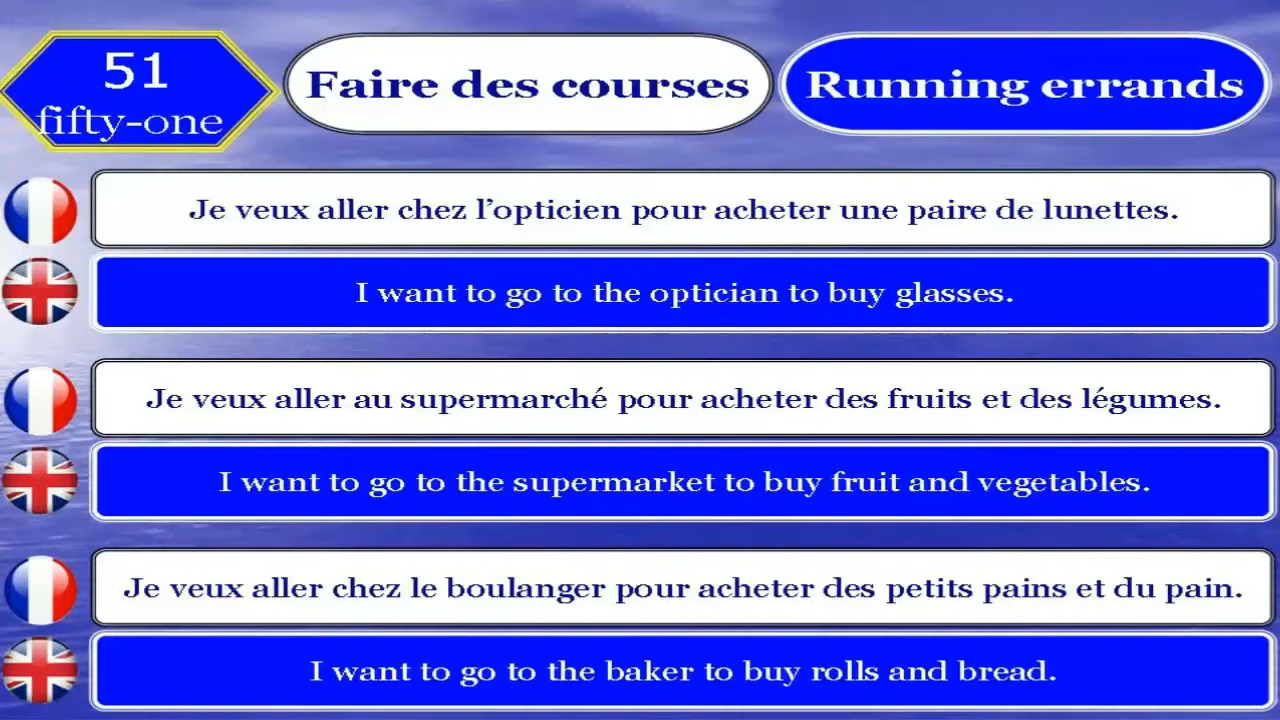 51
fifty-one
Faire des courses
Running errands
Je veux aller chez l’opticien pour acheter une paire de lunettes.
I want to go to the optician to buy glasses.
Je veux aller au supermarché pour acheter des fruits et des légumes.
I want to go to the supermarket to buy fruit and vegetables.
Je veux aller chez le boulanger pour acheter des petits pains et du pain.
I want to go to the baker to buy rolls and bread.